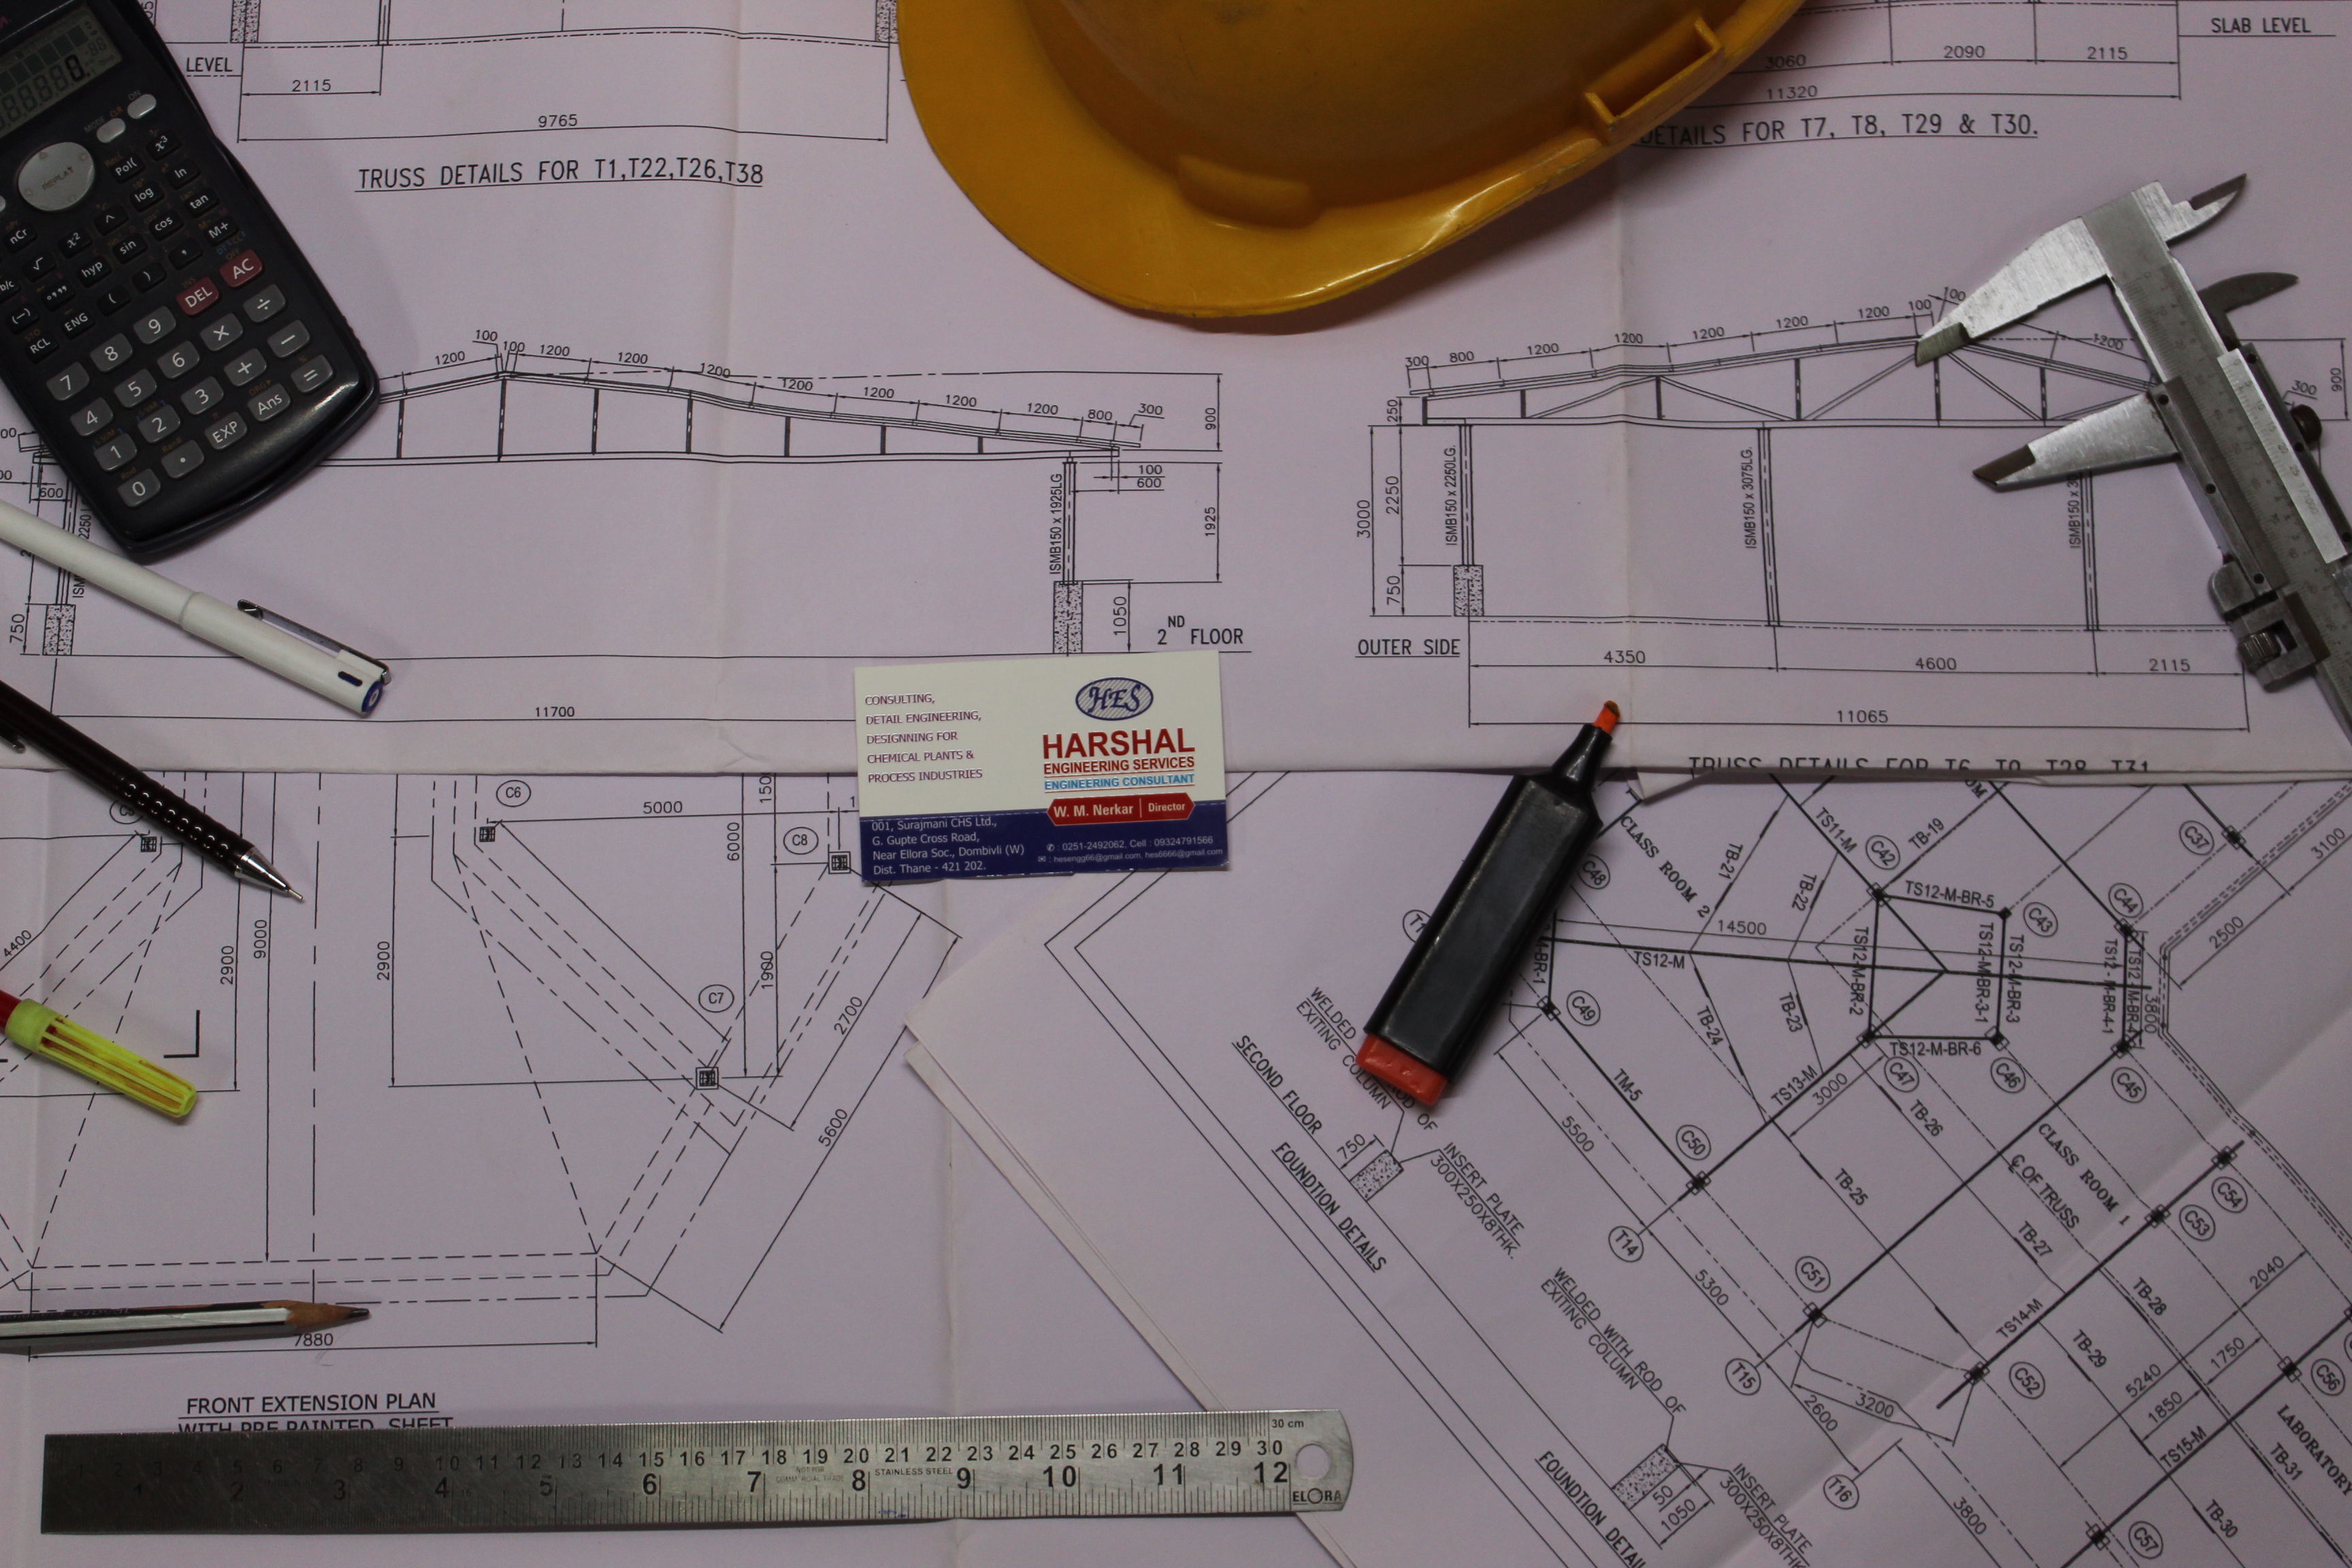 LEVEL
2115
9765
TRUSS DETAILS FOR T1,T22,T26,T38
SLAB LEVEL
3060
2090
2115
11320
DETAILS FOR T7, T8, T29 & T30.
MODE
CLR
ON
REPLAY
nCr
Pol(
x³
√
x²
^
log
ln
(—)
hyp
sin
cos
tan
RCL
ENG
(
)
,
M+
7
8
9
DEL
AC
4
5
6
×
÷
1
2
3
+
−
0
.
EXP
Ans
=
1200
100
100
1200
1200
1200
1200
1200
1200
1200
800
300
900
100
600
ISMB150 x 1925LG
1925
1050
2ND FLOOR
600
750
11700
300
800
1200
1200
1200
1200
1200
100
100
1200
900
300
250
3000
2250
750
ISMB150 x 2250LG.
ISMB150 x 3075LG.
ISMB150 x
OUTER SIDE
4350
4600
2115
11065
TRUSS DETAILS FOR T6, T9, T28, T31
CONSULTING,
DETAIL ENGINEERING,
DESIGNNING FOR
CHEMICAL PLANTS &
PROCESS INDUSTRIES
HES
HARSHAL
ENGINEERING SERVICES
ENGINEERING CONSULTANT
W. M. Nerkar | Director
001, Surajmani CHS Ltd.,
G. Gupte Cross Road,
Near Ellora Soc., Dombivli (W)
Dist. Thane - 421 202.
✆ : 0251-2492062, Cell : 09324791566
✉ : hesengg66@gmail.com, hes6666@gmail.com
C6
5000
6000
C8
4400
2900
9000
2900
1900
C7
2700
5600
7880
FRONT EXTENSION PLAN
WITH PRE PAINTED SHEET
CLASS ROOM 2
C48
TB-21
TB-22
TS11-M
C42
TB-19
C37
3100
2500
TS12-M-BR-5
C43
C44
14500
TS12-M
TS12-M-BR-2
TS12-M-BR-3-1
TS12-M-BR-3
TS12-M-BR-4-1
3800
C49
TB-24
TB-23
TS12-M-BR-6
C47
C46
C45
TM-5
TS13-M
3000
TB-26
CLASS ROOM 1
℄ OF TRUSS
C50
5500
TB-25
TB-27
C54
C53
T14
5300
C51
TB-28
2040
TS14-M
TB-29
1750
5240
1850
C52
C56
T15
2600
3200
TS15-M
LABORATORY
TB-31
TB-30
T16
3800
C57
WELDED WITH ROD OF
EXITING COLUMN
SECOND FLOOR
FOUNDTION DETAILS
750
INSERT PLATE
300X250X8THK.
WELDED WITH ROD OF
EXITING COLUMN
FOUNDTION DETAIL
50
1050
INSERT PLATE
300X250X8THK
30 cm
3 4 5 6 7 8 9 10 11 12 13 14 15 16 17 18 19 20 21 22 23 24 25 26 27 28 29 30
STAINLESS STEEL
1 2 3 4 5 6 7 8 9 10 11 12
ELORA